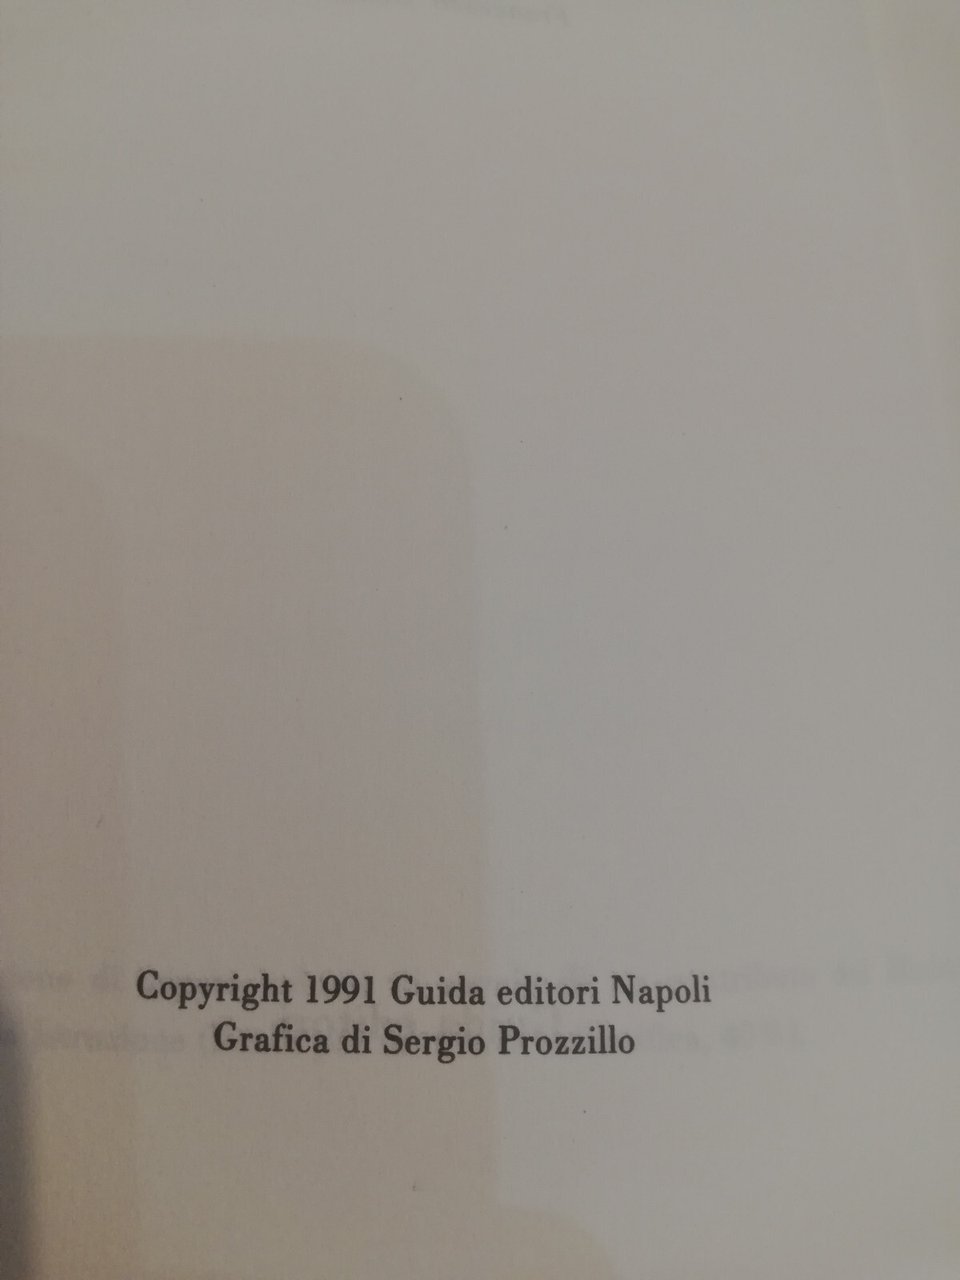 Copyright 1991 Guida editori Napoli
Grafica di Sergio Prozzillo